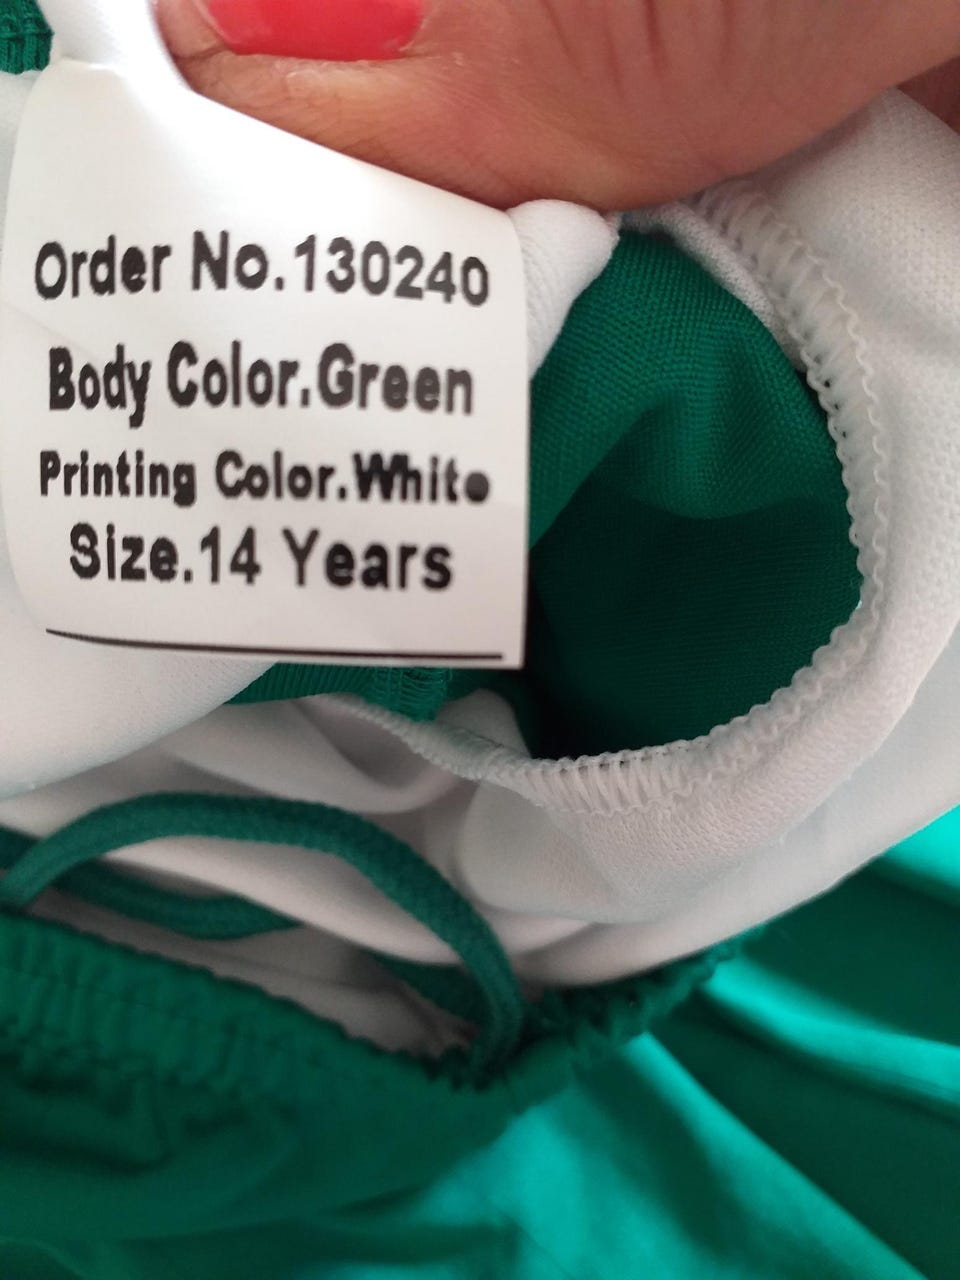 Order No.130240
Body Color.Green
Printing Color.White
Size.14 Years